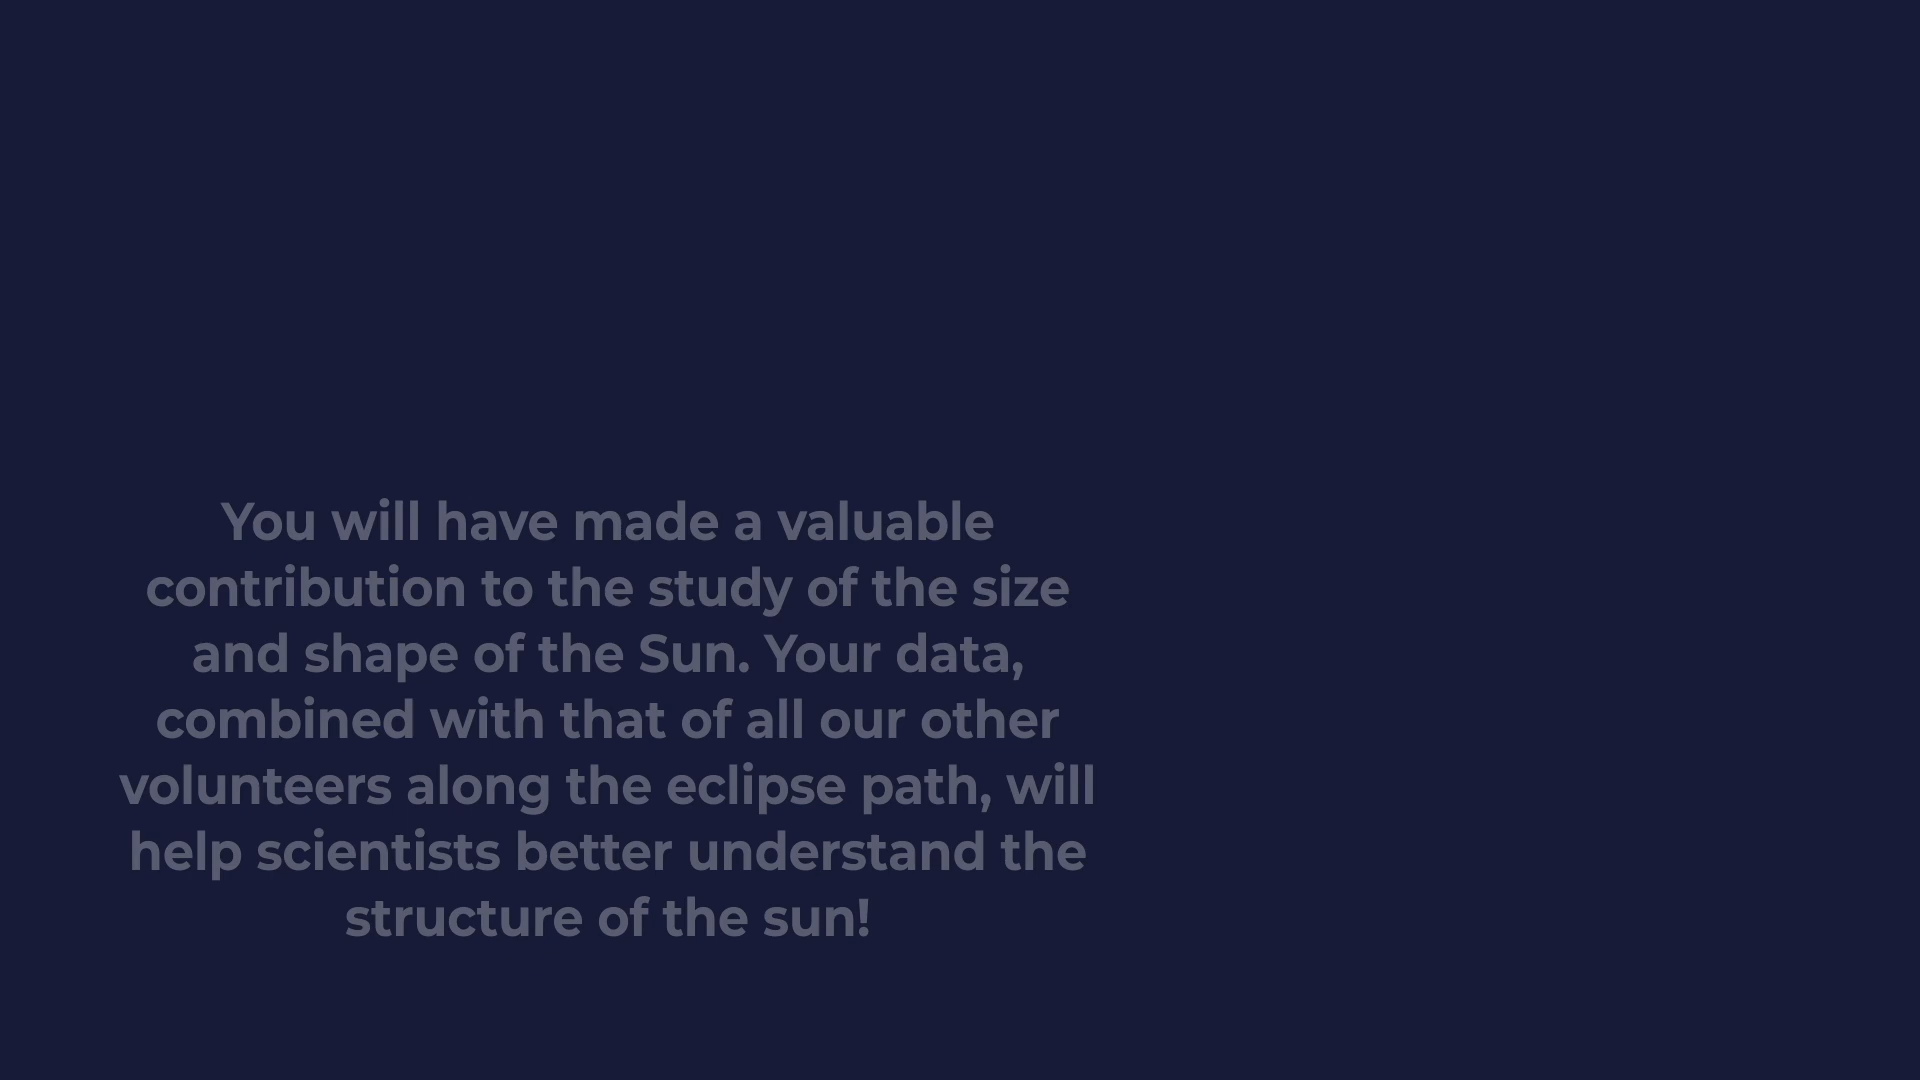 You will have made a valuable
contribution to the study of the size
and shape of the Sun. Your data,
combined with that of all our other
volunteers along the eclipse path, will
help scientists better understand the
structure of the sun!